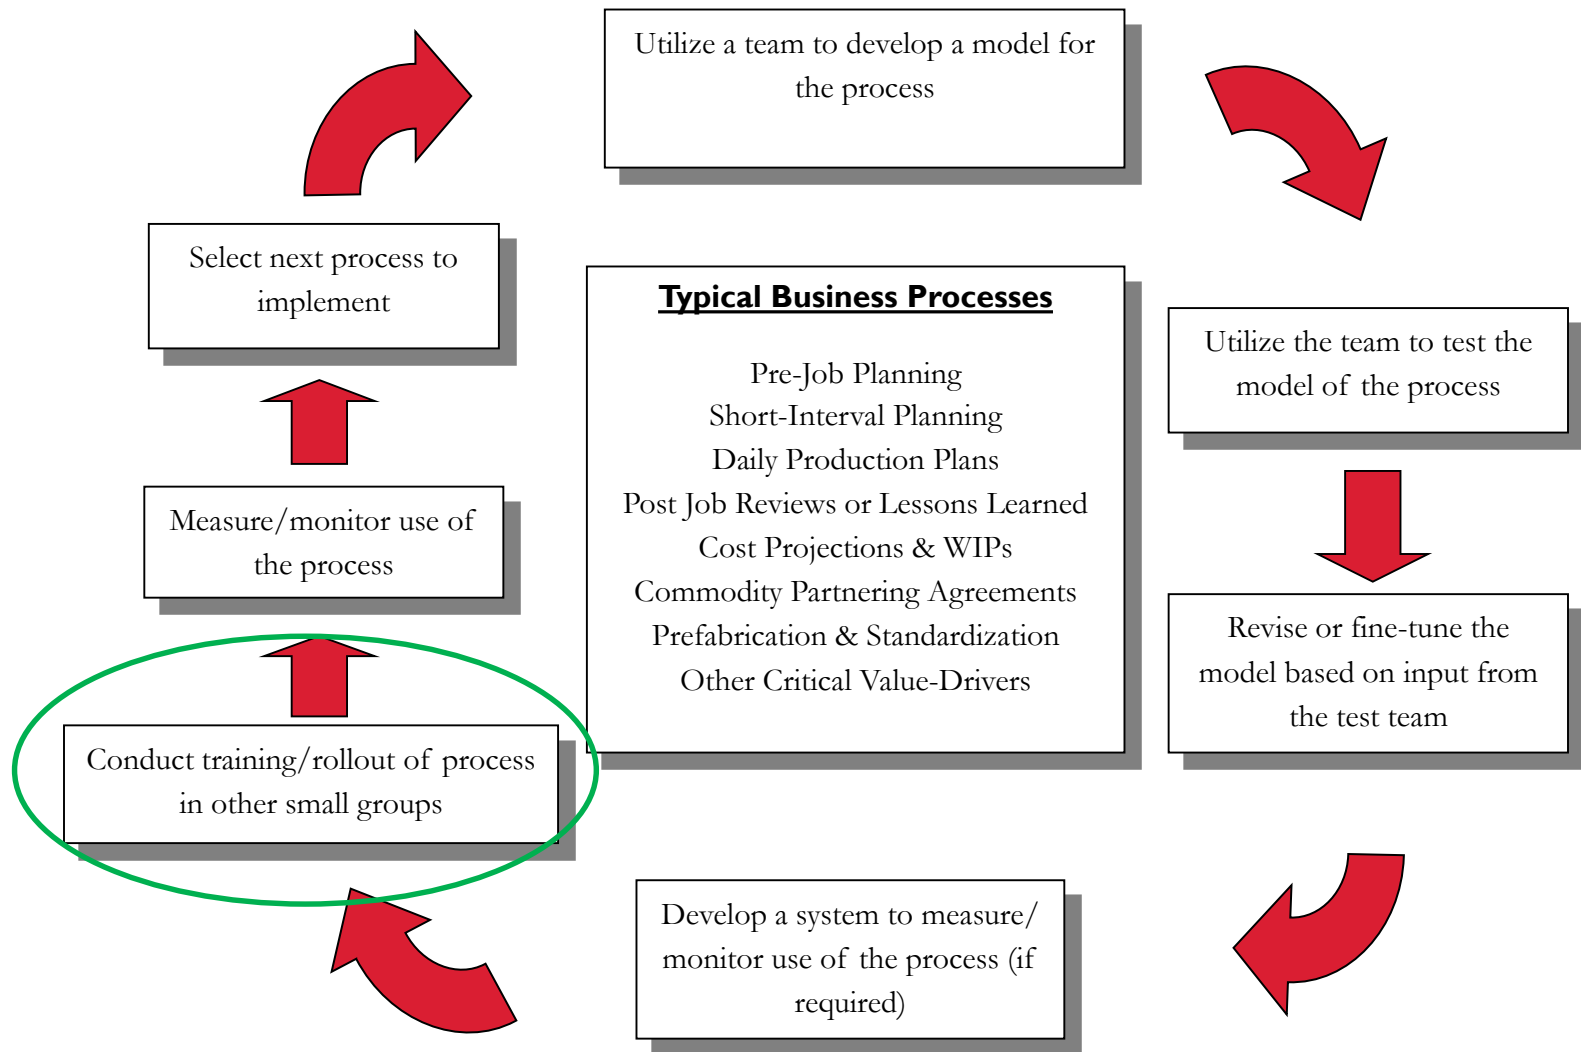 Utilize a team to develop a model for
the process
Select next process to
implement
Typical Business Processes
Pre-Job Planning
Short-Interval Planning
Daily Production Plans
Post Job Reviews or Lessons Learned
Cost Projections & WIPs
Commodity Partnering Agreements
Prefabrication & Standardization
Other Critical Value-Drivers
Utilize the team to test the
model of the process
Measure/monitor use of
the process
Revise or fine-tune the
model based on input from
the test team
Conduct training/rollout of process
in other small groups
Develop a system to measure/
monitor use of the process (if
required)